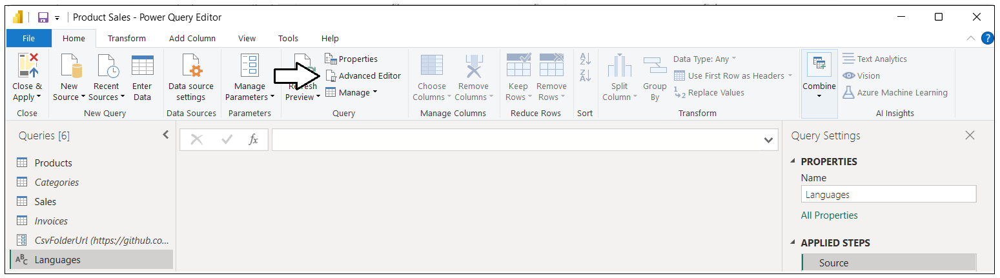 Product Sales - Power Query Editor
File Home Transform Add Column View Tools Help
?
Close & Apply
New Source
Recent Sources
Enter Data
Data source settings
Manage Parameters
Refresh Preview
Properties
Advanced Editor
Manage
Choose Columns
Remove Columns
Keep Rows
Remove Rows
A Z
Z A
Split Column
Group By
Data Type: Any
Use First Row as Headers
1 2 Replace Values
Combine
Text Analytics
Vision
Azure Machine Learning
Close New Query Data Sources Parameters Query Manage Columns Reduce Rows Sort Transform AI Insights
Queries [6]
Products
Categories
Sales
Invoices
CsvFolderUrl (https://github.co...
ABC Languages
fx
Query Settings
PROPERTIES
Name
Languages
All Properties
APPLIED STEPS
Source